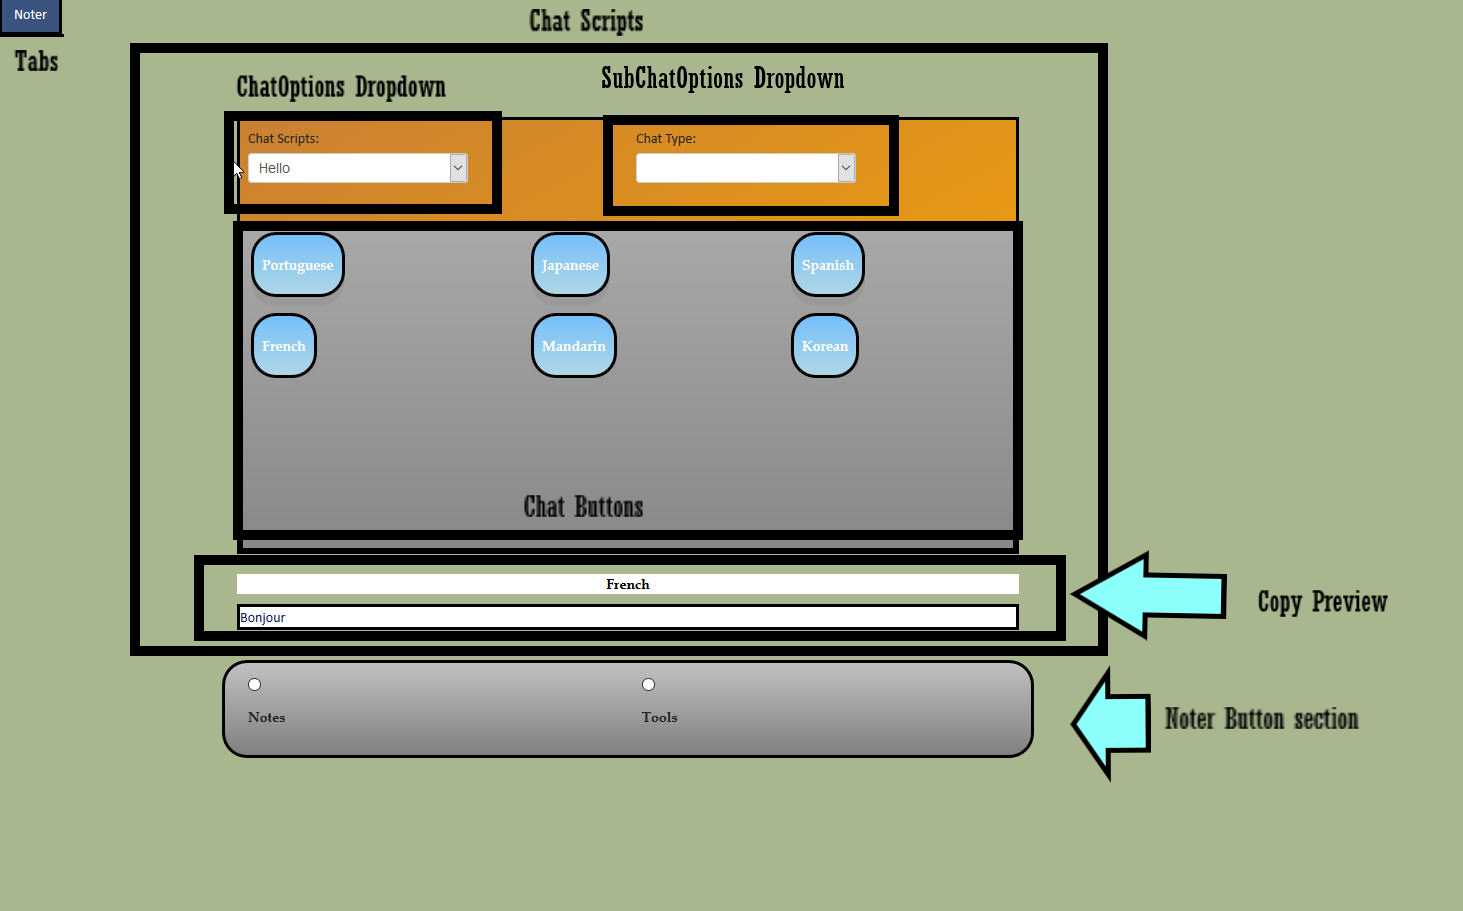 Noter
Tabs
Chat Scripts
ChatOptions Dropdown
SubChatOptions Dropdown
Chat Scripts:
Hello
Chat Type:
Portuguese
Japanese
Spanish
French
Mandarin
Korean
Chat Buttons
French
Bonjour
Copy Preview
Notes
Tools
Noter Button section